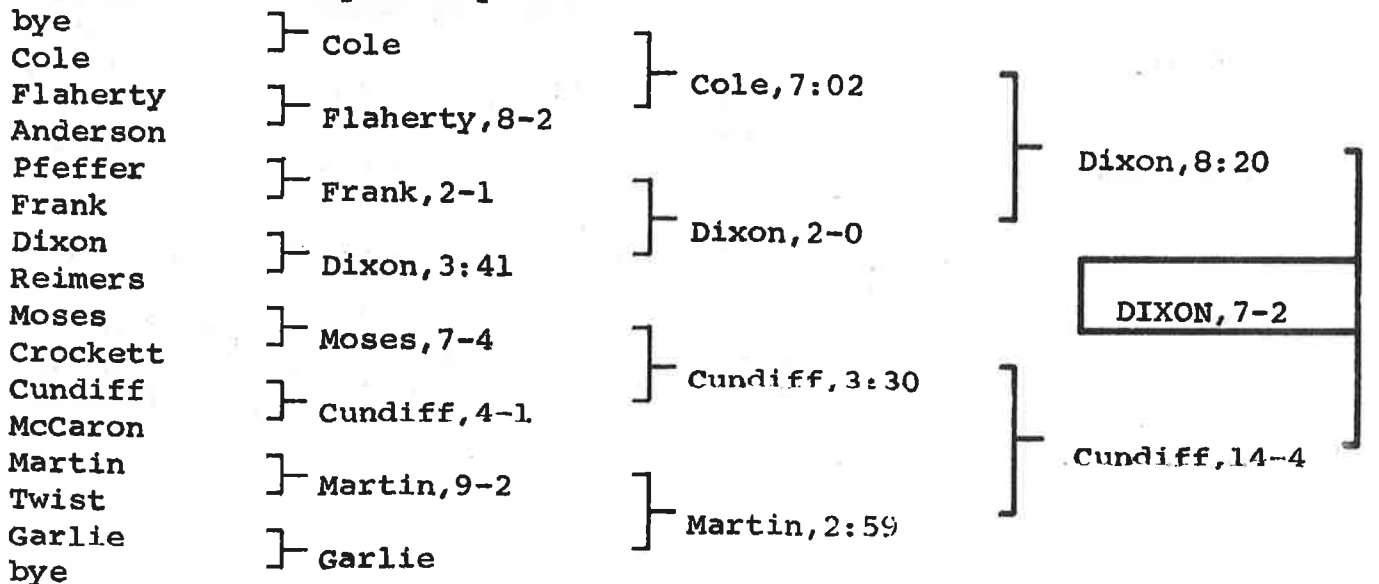 bye
Cole
Flaherty
Anderson
Pfeffer
Frank
Dixon
Reimers
Moses
Crockett
Cundiff
McCaron
Martin
Twist
Garlie
bye
Cole
Flaherty,8-2
Frank,2-1
Dixon,3:41
Moses,7-4
Cundiff,4-1
Martin,9-2
Garlie
Cole,7:02
Dixon,2-0
Cundiff,3:30
Martin,2:59
Dixon,8:20
Cundiff,14-4
DIXON,7-2